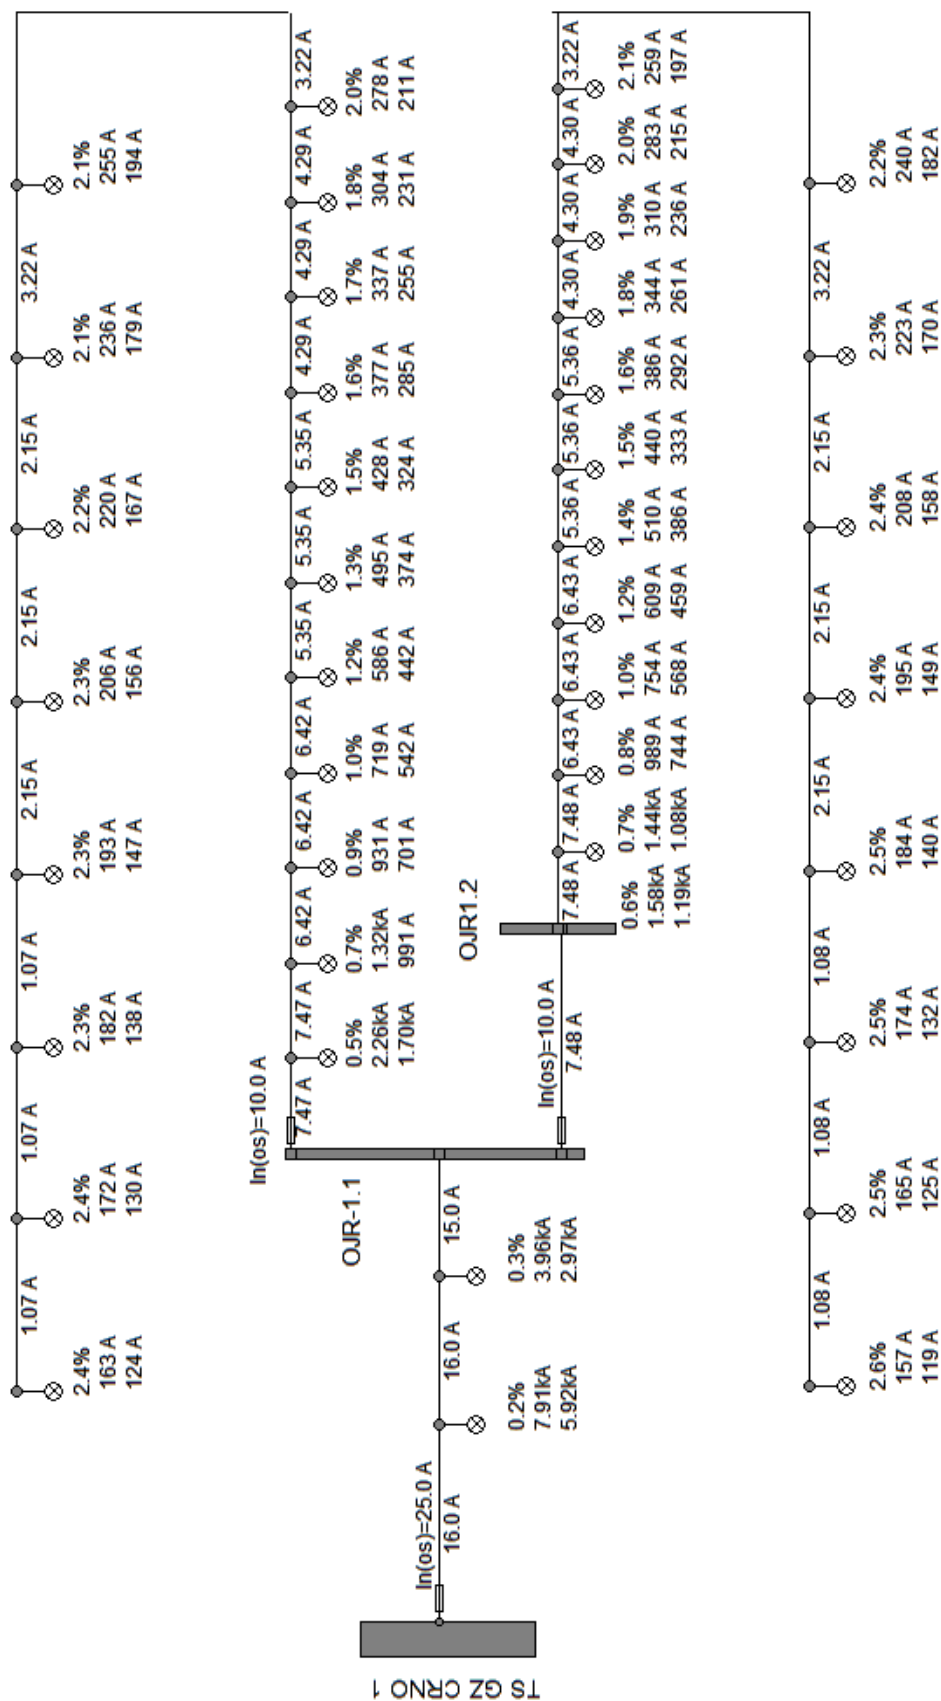 TS GZ CRNO 1
In(os)=25.0 A
16.0 A
0.2%
7.91kA
5.92kA
16.0 A
0.3%
3.96kA
2.97kA
15.0 A
OJR-1.1
In(os)=10.0 A
7.47 A
0.5%
2.26kA
1.70kA
7.47 A
0.7%
1.32kA
991 A
6.42 A
0.9%
931 A
701 A
6.42 A
1.0%
719 A
542 A
6.42 A
1.2%
586 A
442 A
5.35 A
1.3%
495 A
374 A
5.35 A
1.5%
428 A
324 A
5.35 A
1.6%
377 A
285 A
4.29 A
1.7%
337 A
255 A
4.29 A
1.8%
304 A
231 A
4.29 A
2.0%
278 A
211 A
3.22 A
2.1%
255 A
194 A
3.22 A
2.1%
236 A
179 A
2.15 A
2.2%
220 A
167 A
2.15 A
2.3%
206 A
156 A
2.15 A
2.3%
193 A
147 A
1.07 A
2.3%
182 A
138 A
1.07 A
2.4%
172 A
130 A
1.07 A
2.4%
163 A
124 A
In(os)=10.0 A
7.48 A
OJR1.2
0.6%
1.58kA
1.19kA
7.48 A
0.7%
1.44kA
1.08kA
7.48 A
0.8%
989 A
744 A
6.43 A
1.0%
754 A
568 A
6.43 A
1.2%
609 A
459 A
6.43 A
1.4%
510 A
386 A
5.36 A
1.5%
440 A
333 A
5.36 A
1.6%
386 A
292 A
5.36 A
1.8%
344 A
261 A
4.30 A
1.9%
310 A
236 A
4.30 A
2.0%
283 A
215 A
4.30 A
2.1%
259 A
197 A
3.22 A
2.2%
240 A
182 A
3.22 A
2.3%
223 A
170 A
2.15 A
2.4%
208 A
158 A
2.15 A
2.4%
195 A
149 A
2.15 A
2.5%
184 A
140 A
1.08 A
2.5%
174 A
132 A
1.08 A
2.5%
165 A
125 A
1.08 A
2.6%
157 A
119 A